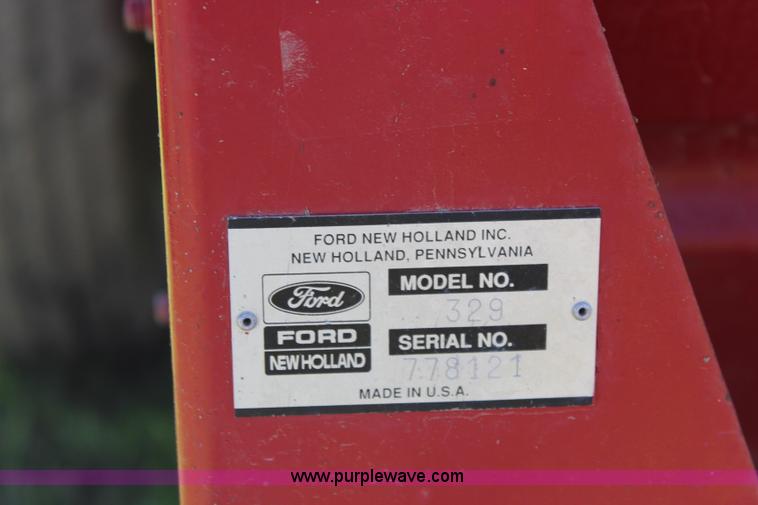 FORD NEW HOLLAND INC.
NEW HOLLAND, PENNSYLVANIA
Ford
FORD
NEW HOLLAND
MODEL NO.
329
SERIAL NO.
778121
MADE IN U.S.A.
www.purplewave.com